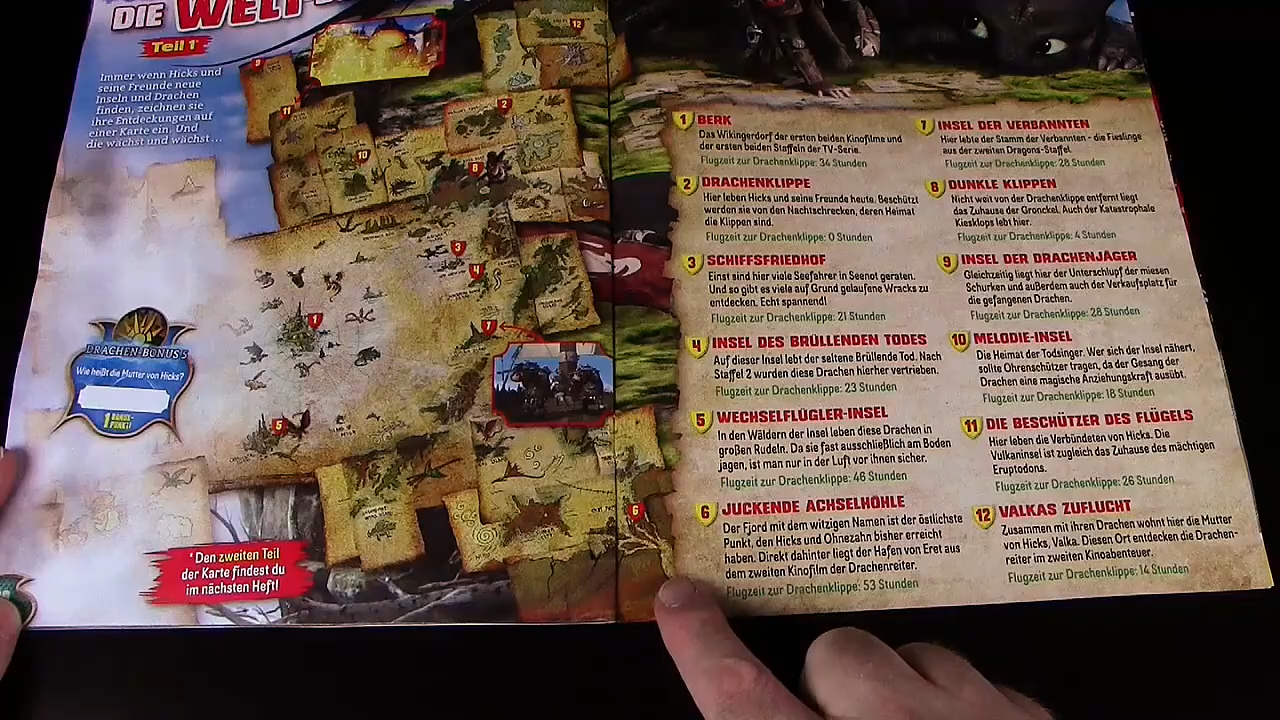 DIE WELT
Teil 1*
Immer wenn Hicks und
seine Freunde neue
Inseln und Drachen
finden, zeichnen sie
ihre Entdeckungen auf
einer Karte ein. Und
die wächst und wächst...
DRACHEN-BONUS 5
Wie heißt die Mutter von Hicks?
1 BONUS-
PUNKT!
* Den zweiten Teil
der Karte findest du
im nächsten Heft!
9
12
11
2
10
8
3
4
1
7
5
6
1 BERK
Das Wikingerdorf der ersten beiden Kinofilme und
der ersten beiden Staffeln der TV-Serie.
Flugzeit zur Drachenklippe: 34 Stunden
2 DRACHENKLIPPE
Hier leben Hicks und seine Freunde heute. Beschützt
werden sie von den Nachtschrecken, deren Heimat
die Klippen sind.
Flugzeit zur Drachenklippe: 0 Stunden
3 SCHIFFSFRIEDHOF
Einst sind hier viele Seefahrer in Seenot geraten.
Und so gibt es viele auf Grund gelaufene Wracks zu
entdecken. Echt spannend!
Flugzeit zur Drachenklippe: 21 Stunden
4 INSEL DES BRÜLLENDEN TODES
Auf dieser Insel lebt der seltene Brüllende Tod. Nach
Staffel 2 wurden diese Drachen hierher vertrieben.
Flugzeit zur Drachenklippe: 23 Stunden
5 WECHSELFLÜGLER-INSEL
In den Wäldern der Insel leben diese Drachen in
großen Rudeln. Da sie fast ausschließlich am Boden
jagen, ist man nur in der Luft vor ihnen sicher.
Flugzeit zur Drachenklippe: 46 Stunden
6 JUCKENDE ACHSELHÖHLE
Der Fjord mit dem witzigen Namen ist der östlichste
Punkt, den Hicks und Ohnezahn bisher erreicht
haben. Direkt dahinter liegt der Hafen von Eret aus
dem zweiten Kinofilm der Drachenreiter.
Flugzeit zur Drachenklippe: 53 Stunden
7 INSEL DER VERBANNTEN
Hier lebte der Stamm der Verbannten - die Fieslinge
aus der zweiten Dragons-Staffel.
Flugzeit zur Drachenklippe: 28 Stunden
8 DUNKLE KLIPPEN
Nicht weit von der Drachenklippe entfernt liegt
das Zuhause der Gronckel. Auch der Katastrophale
Kiesklops lebt hier.
Flugzeit zur Drachenklippe: 4 Stunden
9 INSEL DER DRACHENJÄGER
Gleichzeitig liegt hier der Unterschlupf der miesen
Schurken und außerdem auch der Verkaufsplatz für
die gefangenen Drachen.
Flugzeit zur Drachenklippe: 28 Stunden
10 MELODIE-INSEL
Die Heimat der Todsinger. Wer sich der Insel nähert,
sollte Ohrenschützer tragen, da der Gesang der
Drachen eine magische Anziehungskraft ausübt.
Flugzeit zur Drachenklippe: 18 Stunden
11 DIE BESCHÜTZER DES FLÜGELS
Hier leben die Verbündeten von Hicks. Die
Vulkaninsel ist zugleich das Zuhause des mächtigen
Eruptodons.
Flugzeit zur Drachenklippe: 26 Stunden
12 VALKAS ZUFLUCHT
Zusammen mit ihren Drachen wohnt hier die Mutter
von Hicks, Valka. Diesen Ort entdecken die Drachen-
reiter im zweiten Kinoabenteuer.
Flugzeit zur Drachenklippe: 14 Stunden